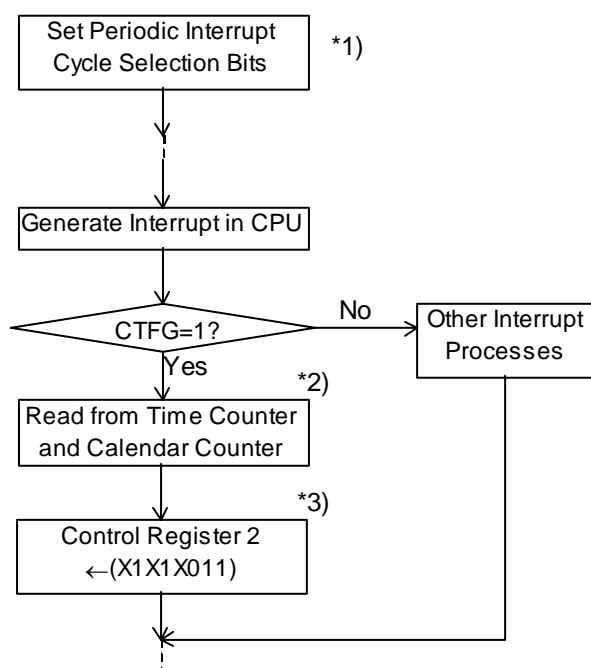 Set Periodic Interrupt
Cycle Selection Bits
*1)
Generate Interrupt in CPU
CTFG=1?
No
Other Interrupt
Processes
Yes
*2)
Read from Time Counter
and Calendar Counter
*3)
Control Register 2
←(X1X1X011)